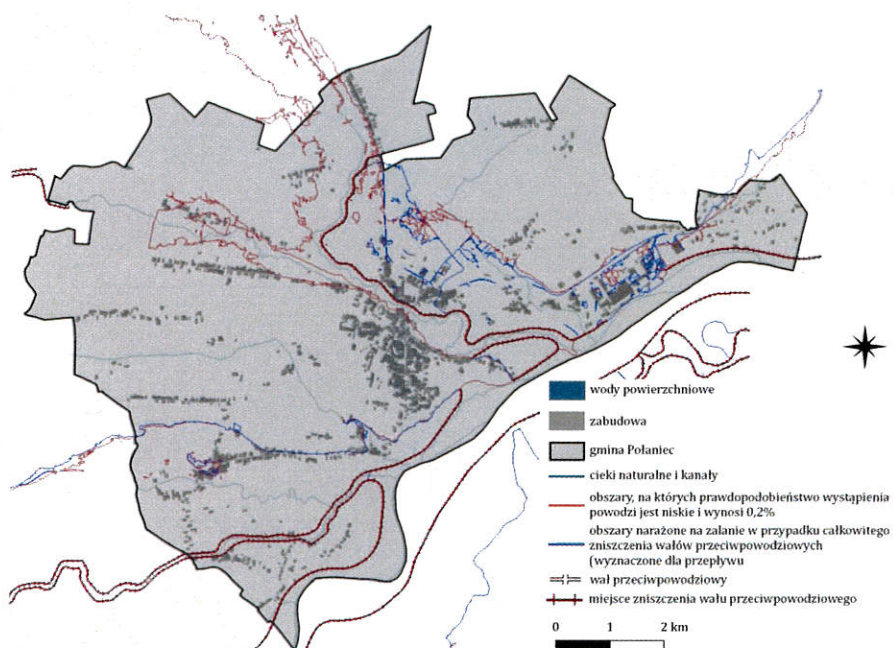 wody powierzchniowe
zabudowa
gmina Połaniec
cieki naturalne i kanały
obszary, na których prawdopodobieństwo wystąpienia
powodzi jest niskie i wynosi 0,2%
obszary narażone na zalanie w przypadku całkowitego
zniszczenia wałów przeciwpowodziowych
(wyznaczone dla przepływu
wał przeciwpowodziowy
miejsce zniszczenia wału przeciwpowodziowego
0 1 2 km